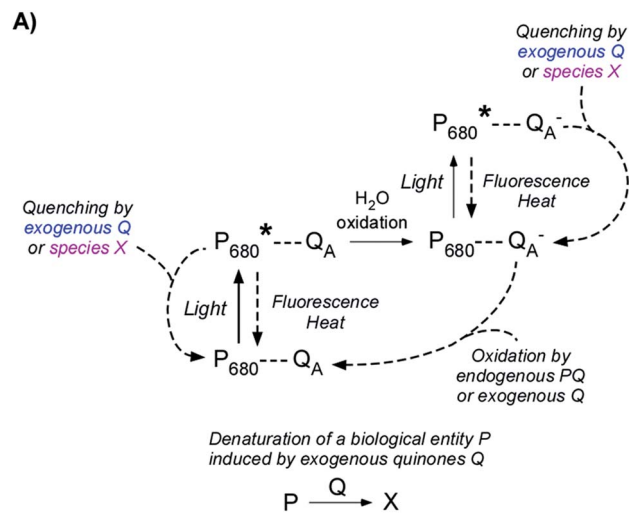 A)
Quenching by
exogenous Q
or species X
P680*---QA-
Light
Fluorescence
Heat
Quenching by
exogenous Q
or species X
P680*---QA
H2O
oxidation
P680---QA-
Light
Fluorescence
Heat
P680---QA
Oxidation by
endogenous PQ
or exogenous Q
Denaturation of a biological entity P
induced by exogenous quinones Q
P Q X